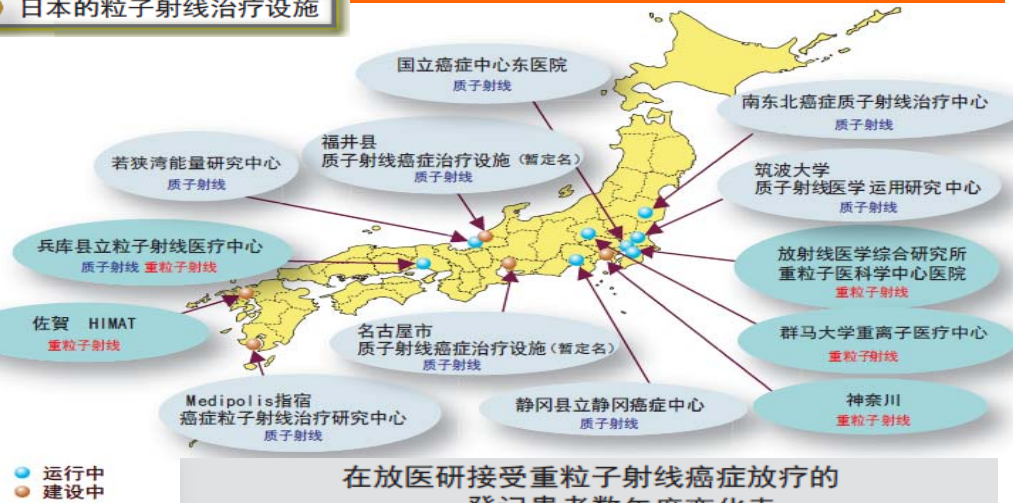 日本的粒子射线治疗设施
国立癌症中心东医院
质子射线
南东北癌症质子射线治疗中心
质子射线
福井县
质子射线癌症治疗设施（暂定名）
质子射线
若狭湾能量研究中心
质子射线
筑波大学
质子射线医学运用研究中心
质子射线
兵库县立粒子射线医疗中心
质子射线 重粒子射线
放射线医学综合研究所
重粒子医科学中心医院
重粒子射线
佐賀 HIMAT
重粒子射线
名古屋市
质子射线癌症治疗设施（暂定名）
质子射线
群马大学重离子医疗中心
重粒子射线
Medipolis指宿
癌症粒子射线治疗研究中心
质子射线
静冈县立静冈癌症中心
质子射线
神奈川
重粒子射线
运行中
建设中
在放医研接受重粒子射线癌症放疗的
登记患者数年度变化表